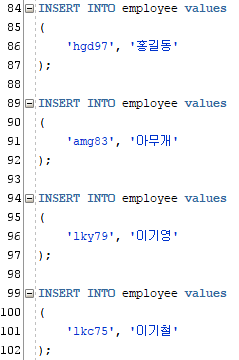 84 INSERT INTO employee values
85 (
86 'hgd97', '홍길동'
87 );
88
89 INSERT INTO employee values
90 (
91 'amg83', '아무개'
92 );
93
94 INSERT INTO employee values
95 (
96 'lky79', '이기영'
97 );
98
99 INSERT INTO employee values
100 (
101 'lkc75', '이기철'
102 );